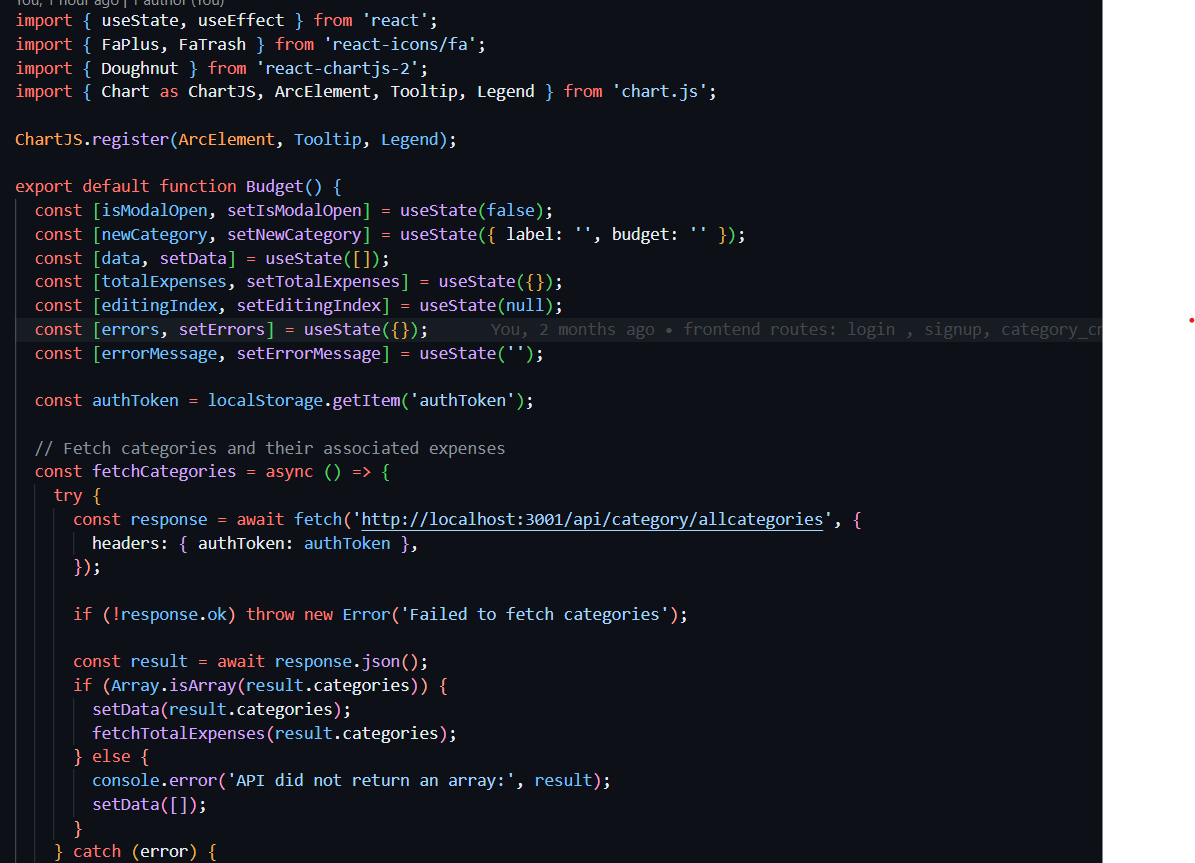 You, 1 hour ago | 1 author (You)
import { useState, useEffect } from 'react';
import { FaPlus, FaTrash } from 'react-icons/fa';
import { Doughnut } from 'react-chartjs-2';
import { Chart as ChartJS, ArcElement, Tooltip, Legend } from 'chart.js';

ChartJS.register(ArcElement, Tooltip, Legend);

export default function Budget() {
  const [isModalOpen, setIsModalOpen] = useState(false);
  const [newCategory, setNewCategory] = useState({ label: '', budget: '' });
  const [data, setData] = useState([]);
  const [totalExpenses, setTotalExpenses] = useState({});
  const [editingIndex, setEditingIndex] = useState(null);
  const [errors, setErrors] = useState({});      You, 2 months ago • frontend routes: login , signup, category_cr
  const [errorMessage, setErrorMessage] = useState('');

  const authToken = localStorage.getItem('authToken');

  // Fetch categories and their associated expenses
  const fetchCategories = async () => {
    try {
      const response = await fetch('http://localhost:3001/api/category/allcategories', {
        headers: { authToken: authToken },
      });

      if (!response.ok) throw new Error('Failed to fetch categories');

      const result = await response.json();
      if (Array.isArray(result.categories)) {
        setData(result.categories);
        fetchTotalExpenses(result.categories);
      } else {
        console.error('API did not return an array:', result);
        setData([]);
      }
    } catch (error) {